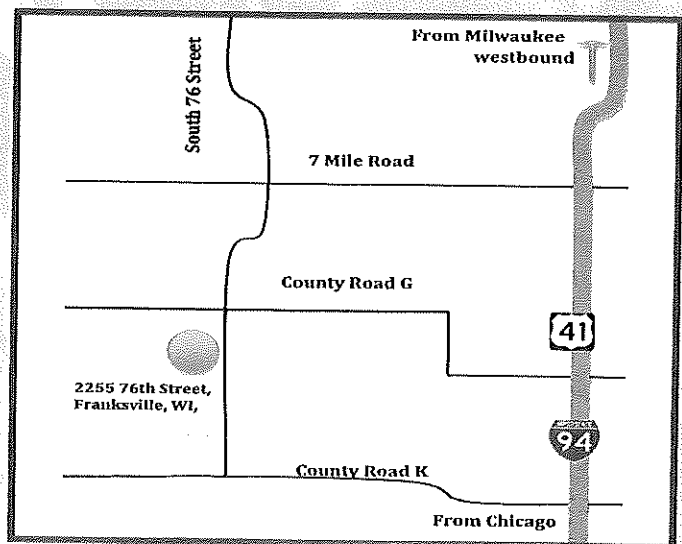 From Milwaukee
westbound
South 76 Street
7 Mile Road
County Road G
41
2255 76th Street,
Franksville, WI,
94
County Road K
From Chicago